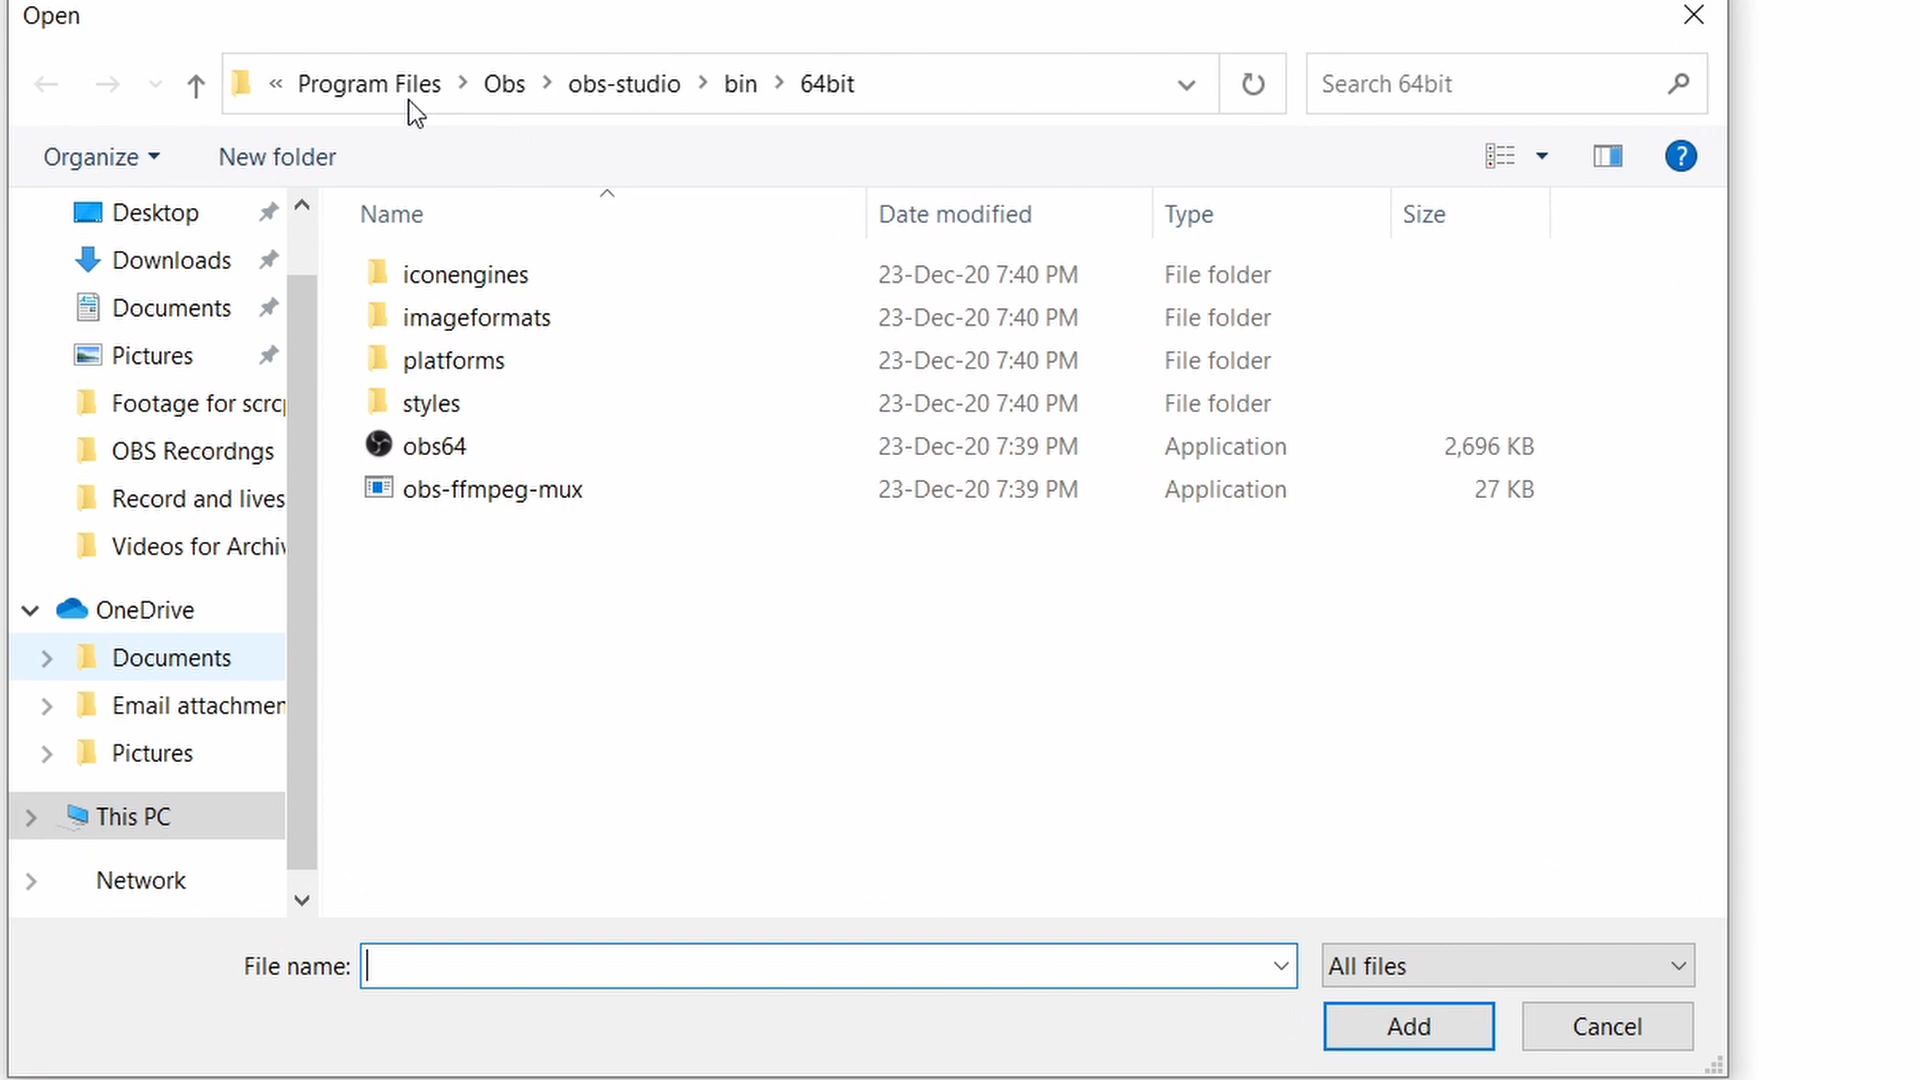 Open
« Program Files > Obs > obs-studio > bin > 64bit
Search 64bit
Organize
New folder
?
Desktop
Downloads
Documents
Pictures
Footage for scrcp
OBS Recordngs
Record and lives
Videos for Archiv
OneDrive
Documents
Email attachmen
Pictures
This PC
Network
Name Date modified Type Size
iconengines 23-Dec-20 7:40 PM File folder
imageformats 23-Dec-20 7:40 PM File folder
platforms 23-Dec-20 7:40 PM File folder
styles 23-Dec-20 7:40 PM File folder
obs64 23-Dec-20 7:39 PM Application 2,696 KB
obs-ffmpeg-mux 23-Dec-20 7:39 PM Application 27 KB
File name:
All files
Add
Cancel